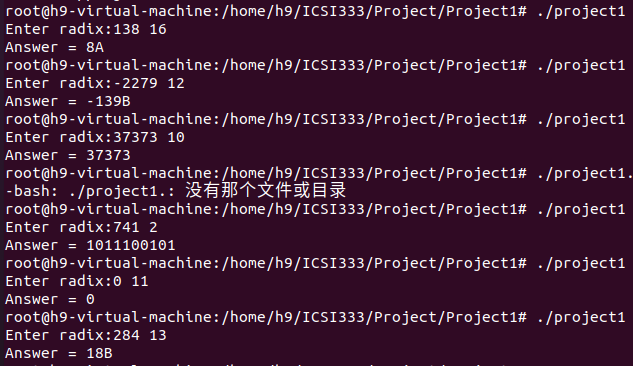 root@h9-virtual-machine:/home/h9/ICSI333/Project/Project1# ./project1
Enter radix:138 16
Answer = 8A
root@h9-virtual-machine:/home/h9/ICSI333/Project/Project1# ./project1
Enter radix:-2279 12
Answer = -139B
root@h9-virtual-machine:/home/h9/ICSI333/Project/Project1# ./project1
Enter radix:37373 10
Answer = 37373
root@h9-virtual-machine:/home/h9/ICSI333/Project/Project1# ./project1.
-bash: ./project1.: 没有那个文件或目录
root@h9-virtual-machine:/home/h9/ICSI333/Project/Project1# ./project1
Enter radix:741 2
Answer = 1011100101
root@h9-virtual-machine:/home/h9/ICSI333/Project/Project1# ./project1
Enter radix:0 11
Answer = 0
root@h9-virtual-machine:/home/h9/ICSI333/Project/Project1# ./project1
Enter radix:284 13
Answer = 18B